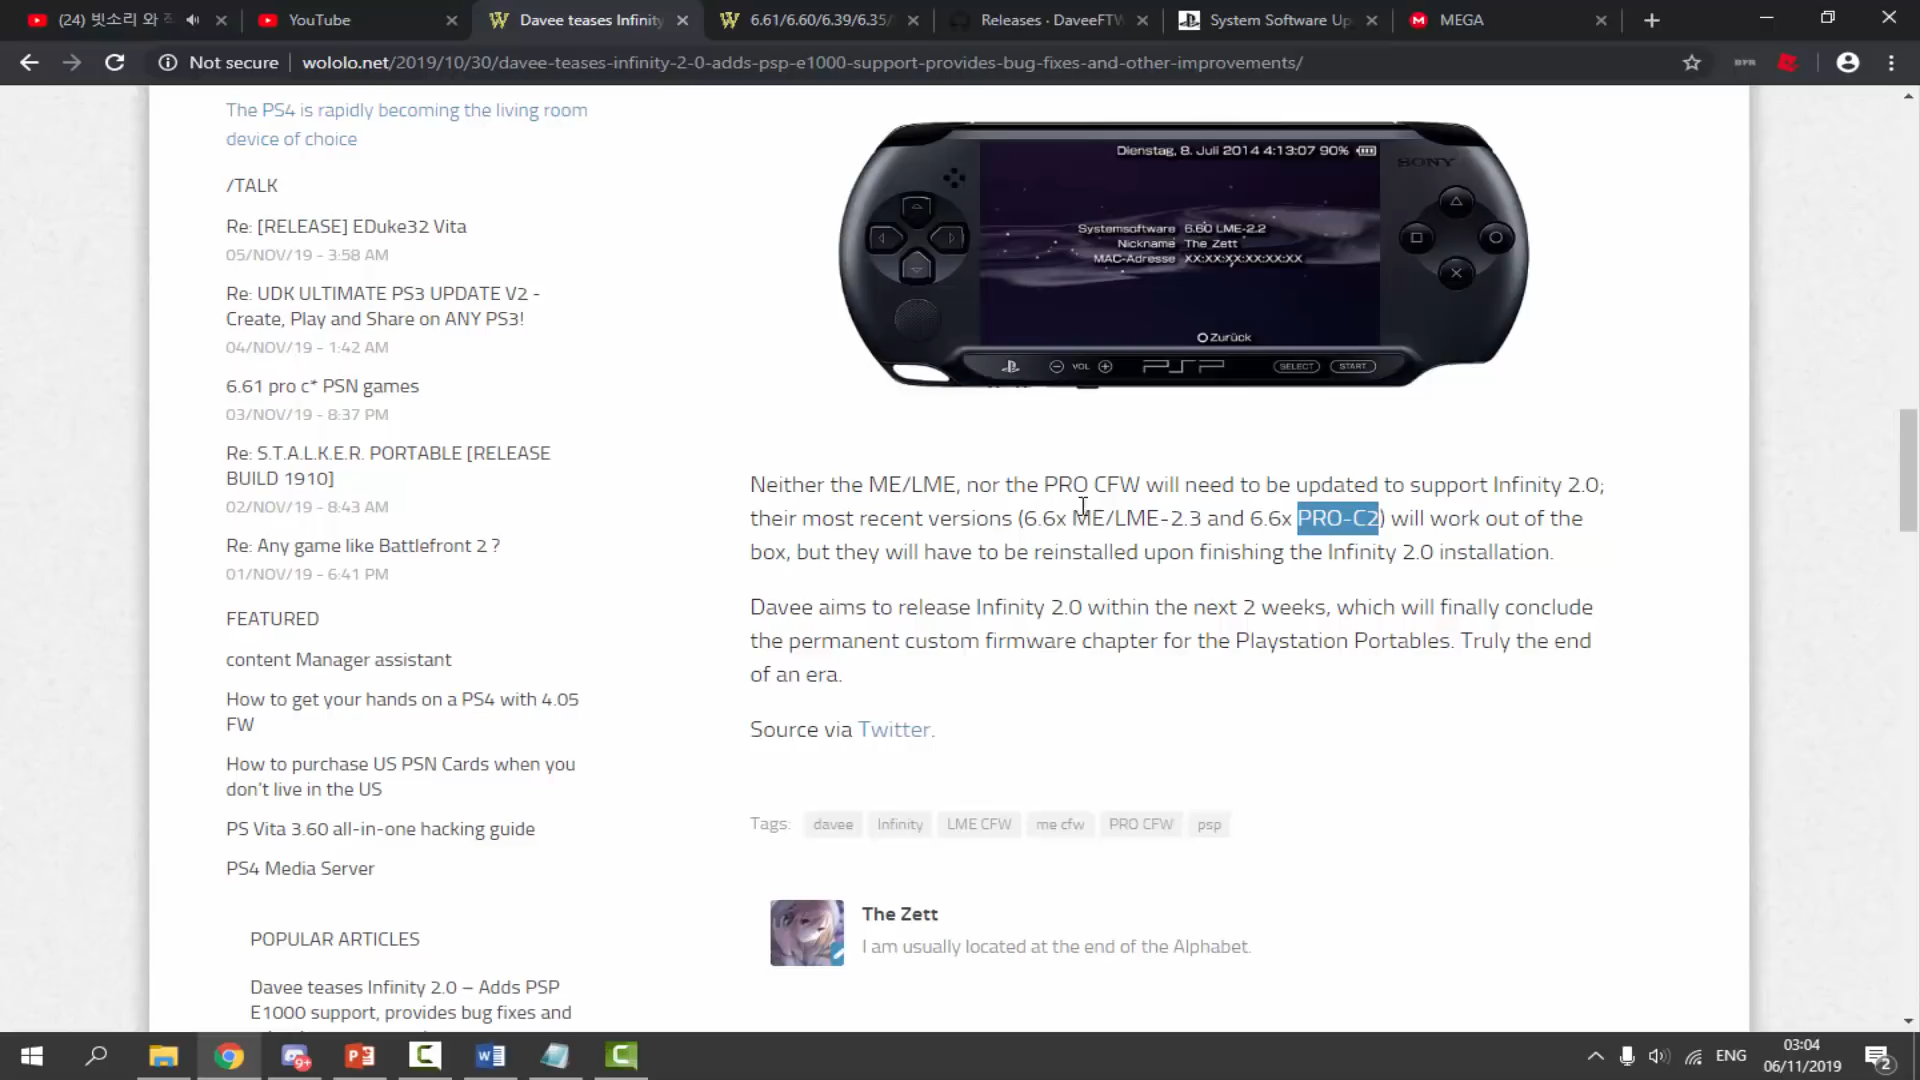 (24) 빗소리 와
YouTube
Davee teases Infinity
6.61/6.60/6.39/6.35/
Releases · DaveeFTW
System Software Up
MEGA
Not secure
wololo.net/2019/10/30/davee-teases-infinity-2-0-adds-psp-e1000-support-provides-bug-fixes-and-other-improvements/
The PS4 is rapidly becoming the living room
device of choice
/TALK
Re: [RELEASE] EDuke32 Vita
05/NOV/19 - 3:58 AM
Re: UDK ULTIMATE PS3 UPDATE V2 -
Create, Play and Share on ANY PS3!
04/NOV/19 - 1:42 AM
6.61 pro c* PSN games
03/NOV/19 - 8:37 PM
Re: S.T.A.L.K.E.R. PORTABLE [RELEASE
BUILD 1910]
02/NOV/19 - 8:43 AM
Re: Any game like Battlefront 2 ?
01/NOV/19 - 6:41 PM
FEATURED
content Manager assistant
How to get your hands on a PS4 with 4.05
FW
How to purchase US PSN Cards when you
don't live in the US
PS Vita 3.60 all-in-one hacking guide
PS4 Media Server
POPULAR ARTICLES
Davee teases Infinity 2.0 – Adds PSP
E1000 support, provides bug fixes and
Dienstag, 8. Juli 2014 4:13:07 90%
SONY
Systemsoftware 6.60 LME-2.2
Nickname The Zett
MAC-Adresse XX:XX:XX:XX:XX:XX
Zurück
VOL
PSP
SELECT
START
Neither the ME/LME, nor the PRO CFW will need to be updated to support Infinity 2.0;
their most recent versions (6.6x ME/LME-2.3 and 6.6x PRO-C2) will work out of the
box, but they will have to be reinstalled upon finishing the Infinity 2.0 installation.
Davee aims to release Infinity 2.0 within the next 2 weeks, which will finally conclude
the permanent custom firmware chapter for the Playstation Portables. Truly the end
of an era.
Source via Twitter.
Tags: davee Infinity LME CFW me cfw PRO CFW psp
The Zett
I am usually located at the end of the Alphabet.
9+
ENG
03:04
06/11/2019
2